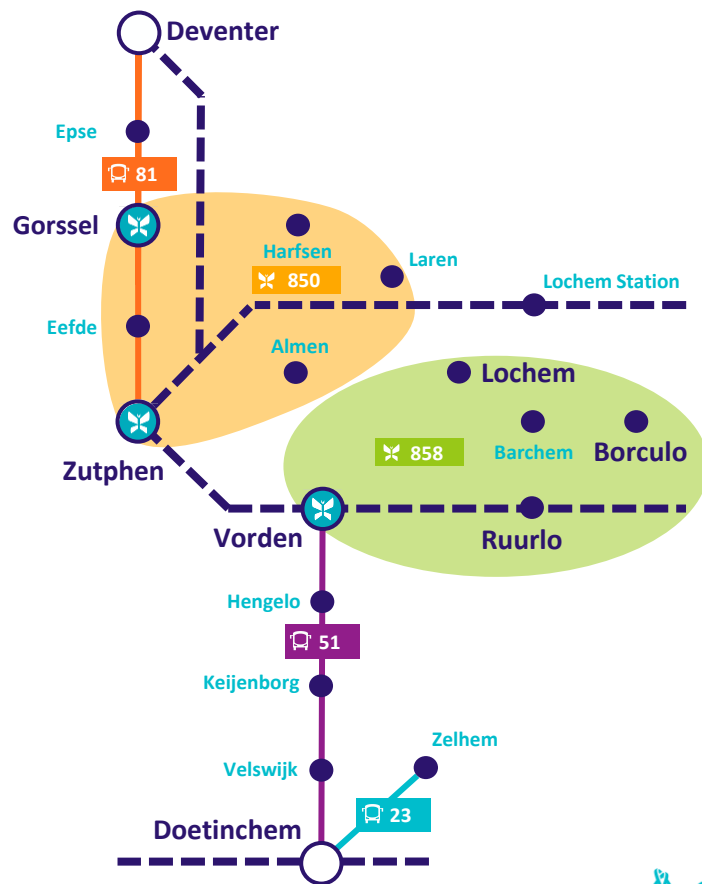 Deventer
Epse
81
Gorssel
Harfsen
Laren
850
Lochem Station
Eefde
Almen
Lochem
Zutphen
858
Barchem
Borculo
Vorden
Ruurlo
Hengelo
51
Keijenborg
Zelhem
Velswijk
23
Doetinchem